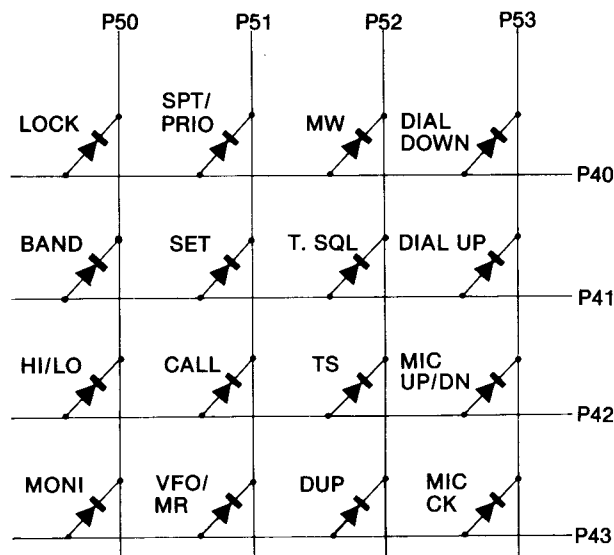 P50 P51 P52 P53
LOCK SPT/ PRIO MW DIAL DOWN
P40
BAND SET T. SQL DIAL UP
P41
HI/LO CALL TS MIC UP/DN
P42
MONI VFO/ MR DUP MIC CK
P43